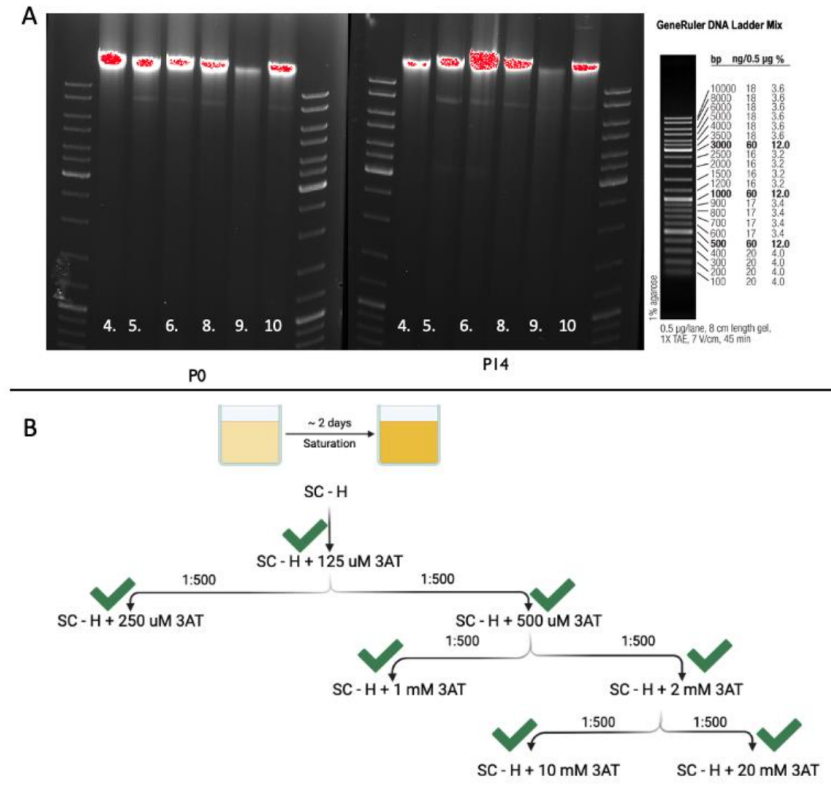 A
4. 5. 6. 8. 9. 10
P0
4. 5. 6. 8. 9. 10
P14
GeneRuler DNA Ladder Mix
bp ng/0.5 µg %
10000 18 3.6
8000 18 3.6
6000 18 3.6
5000 18 3.6
4000 18 3.6
3500 18 3.6
3000 60 12.0
2500 16 3.2
2000 16 3.2
1500 16 3.2
1200 16 3.2
1000 60 12.0
900 17 3.4
800 17 3.4
700 17 3.4
600 17 3.4
500 60 12.0
400 20 4.0
300 20 4.0
200 20 4.0
100 20 4.0
1% agarose
0.5 µg/lane, 8 cm length gel,
1X TAE, 7 V/cm, 45 min
B
~ 2 days
Saturation
SC - H
SC - H + 125 uM 3AT
1:500 1:500
SC - H + 250 uM 3AT SC - H + 500 uM 3AT
1:500 1:500
SC - H + 1 mM 3AT SC - H + 2 mM 3AT
1:500 1:500
SC - H + 10 mM 3AT SC - H + 20 mM 3AT